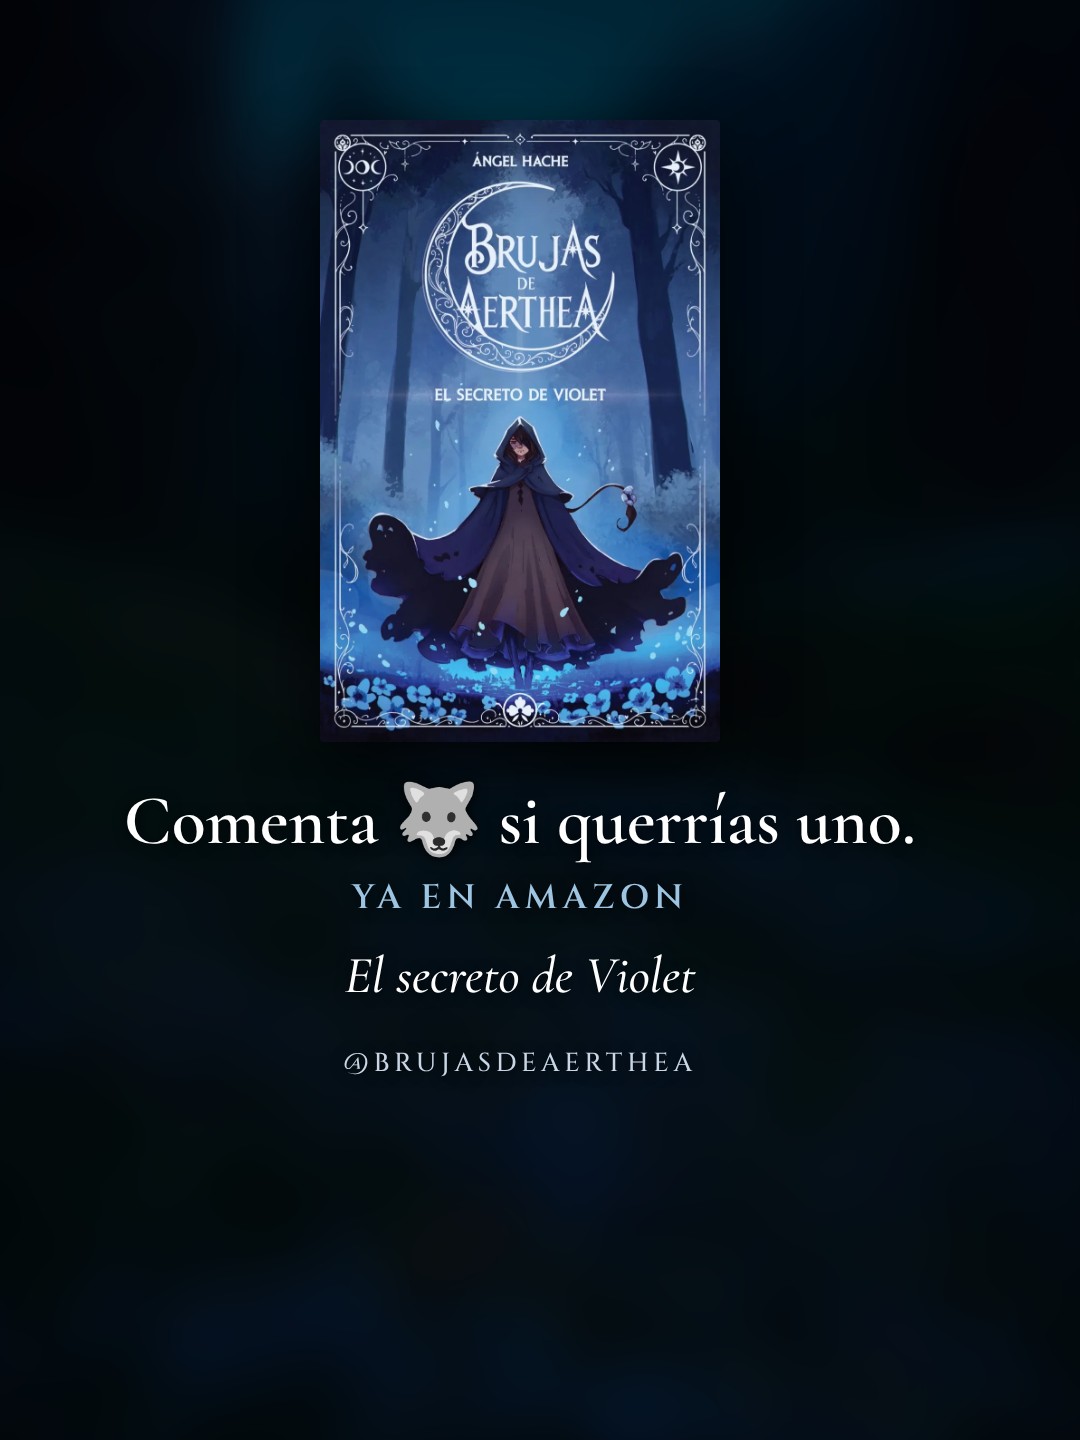 ÁNGEL HACHE
BRUJAS
DE
AERTHEA
EL SECRETO DE VIOLET
Comenta 🐺 si querrías uno.
YA EN AMAZON
El secreto de Violet
@BRUJASDEAERTHEA